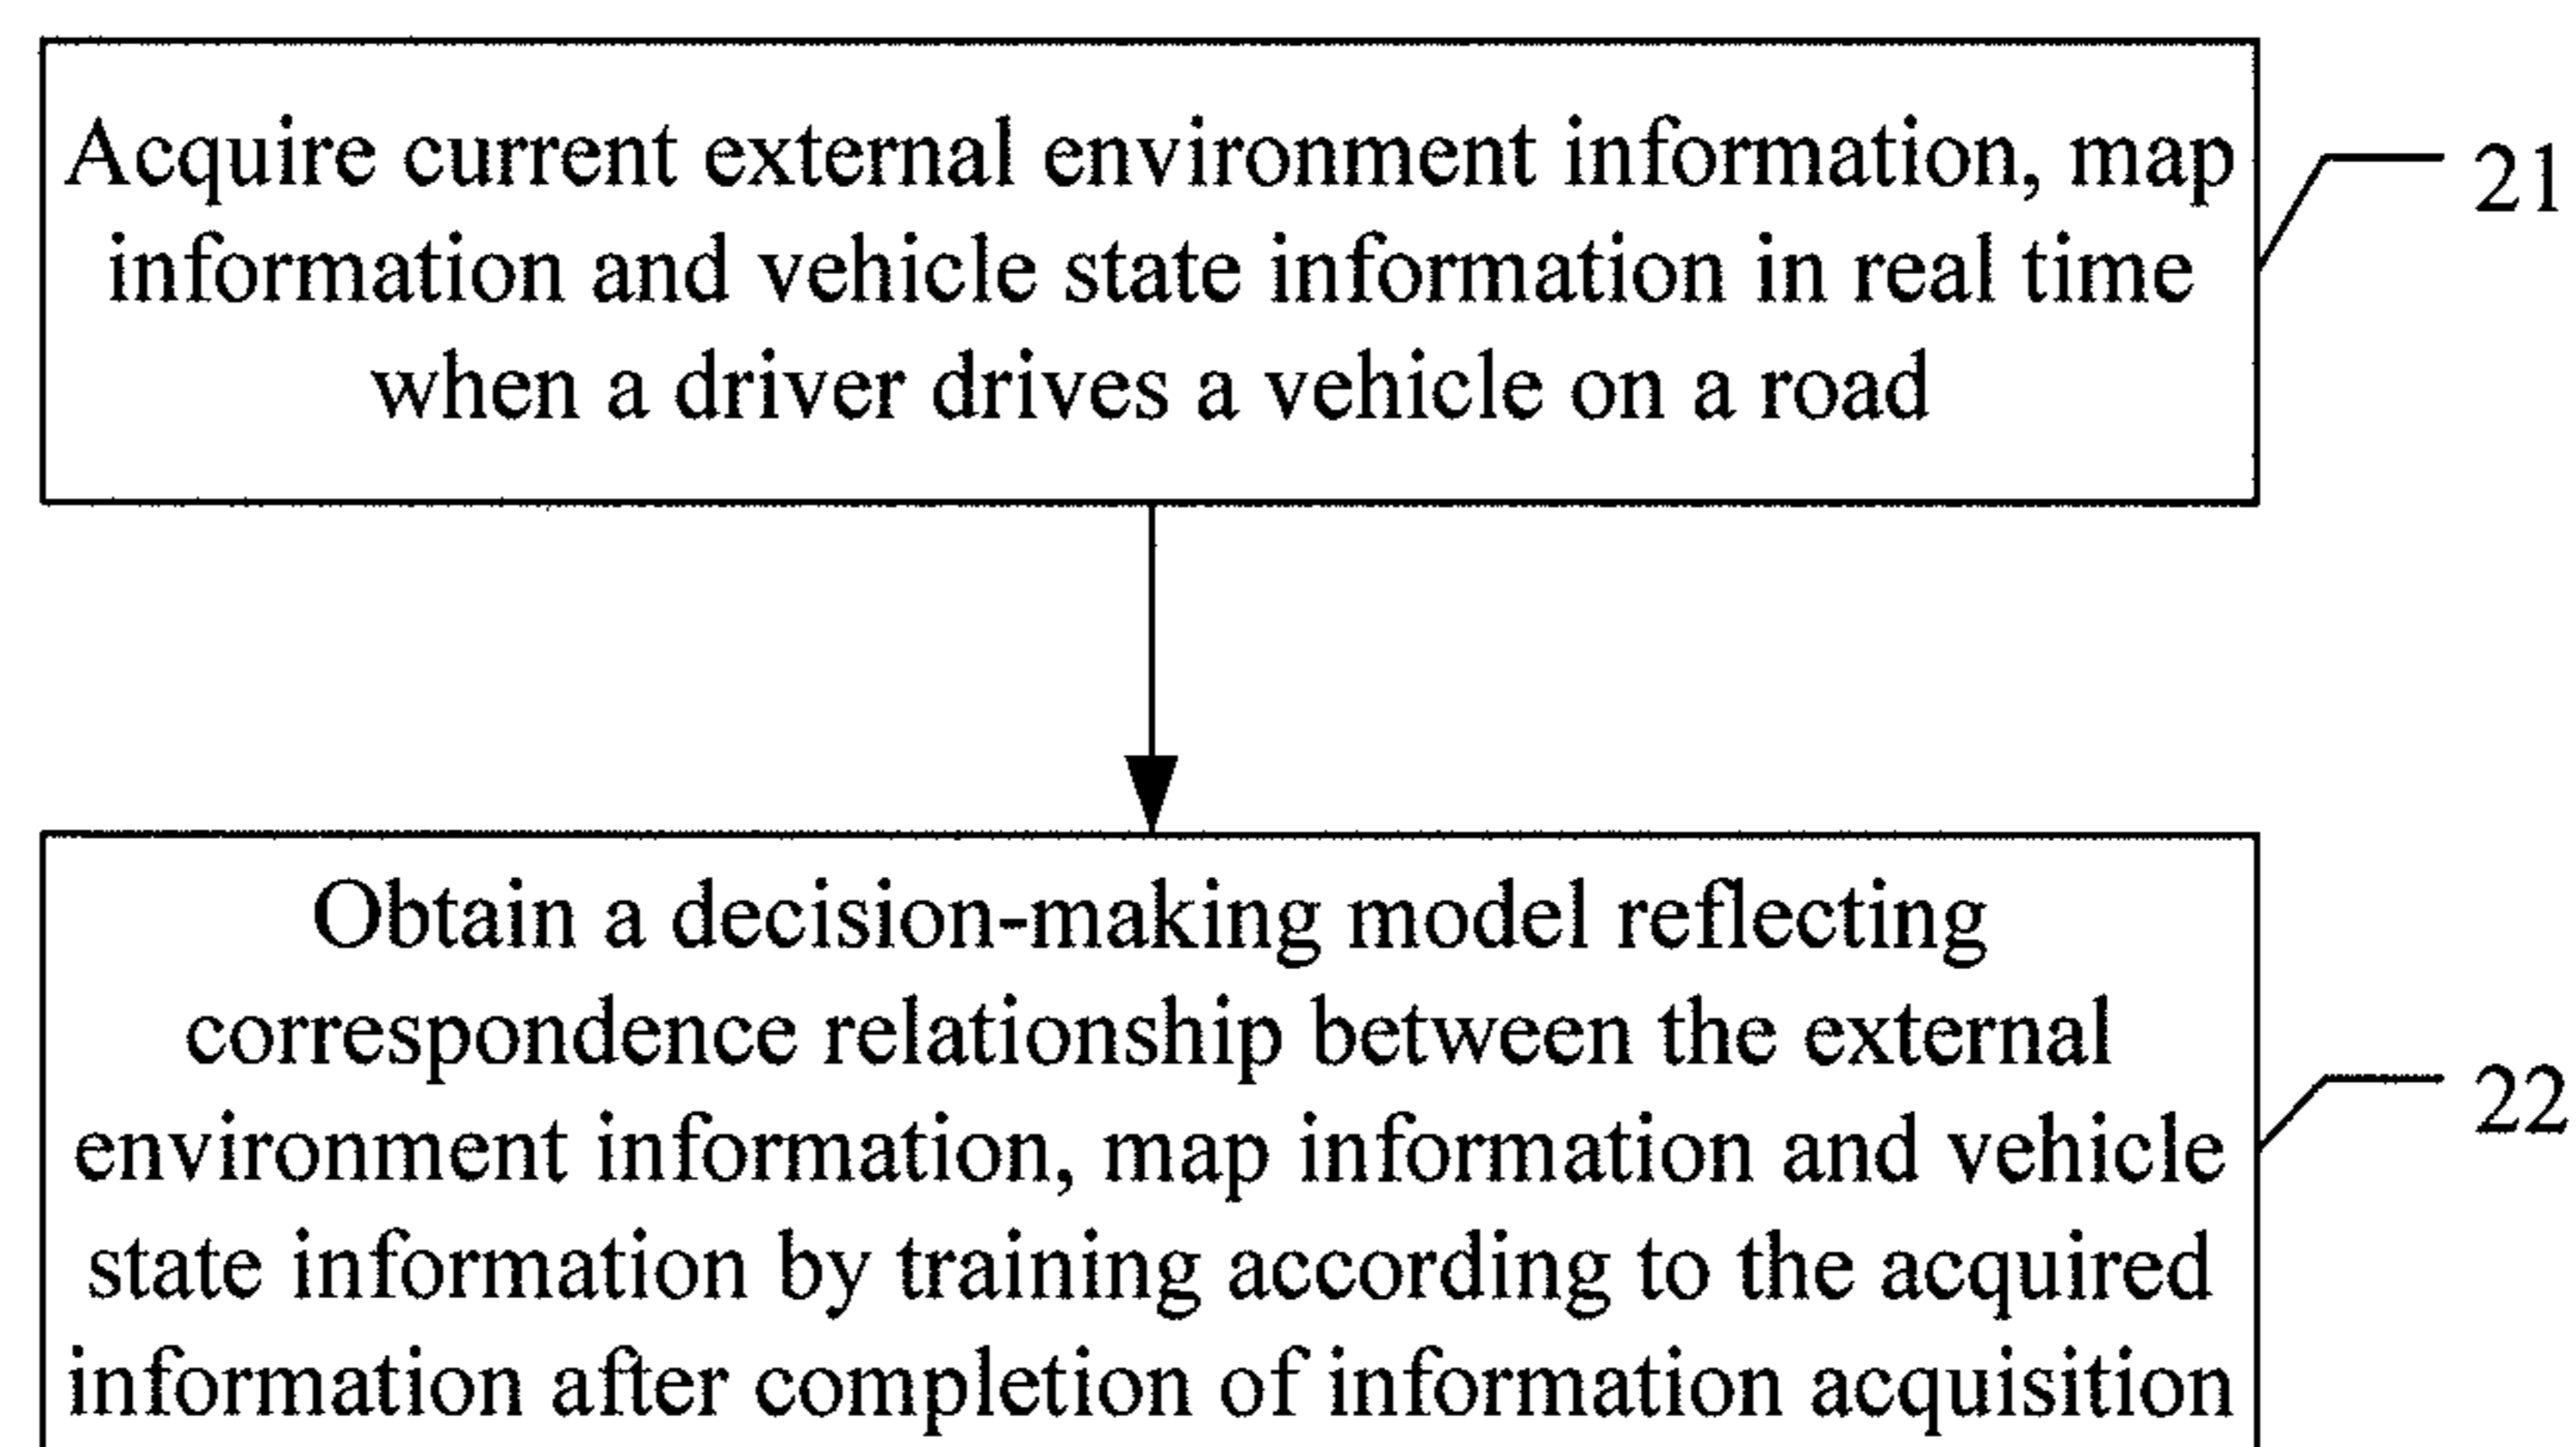 Acquire current external environment information, map
information and vehicle state information in real time
when a driver drives a vehicle on a road
21
Obtain a decision-making model reflecting
correspondence relationship between the external
environment information, map information and vehicle
state information by training according to the acquired
information after completion of information acquisition
22